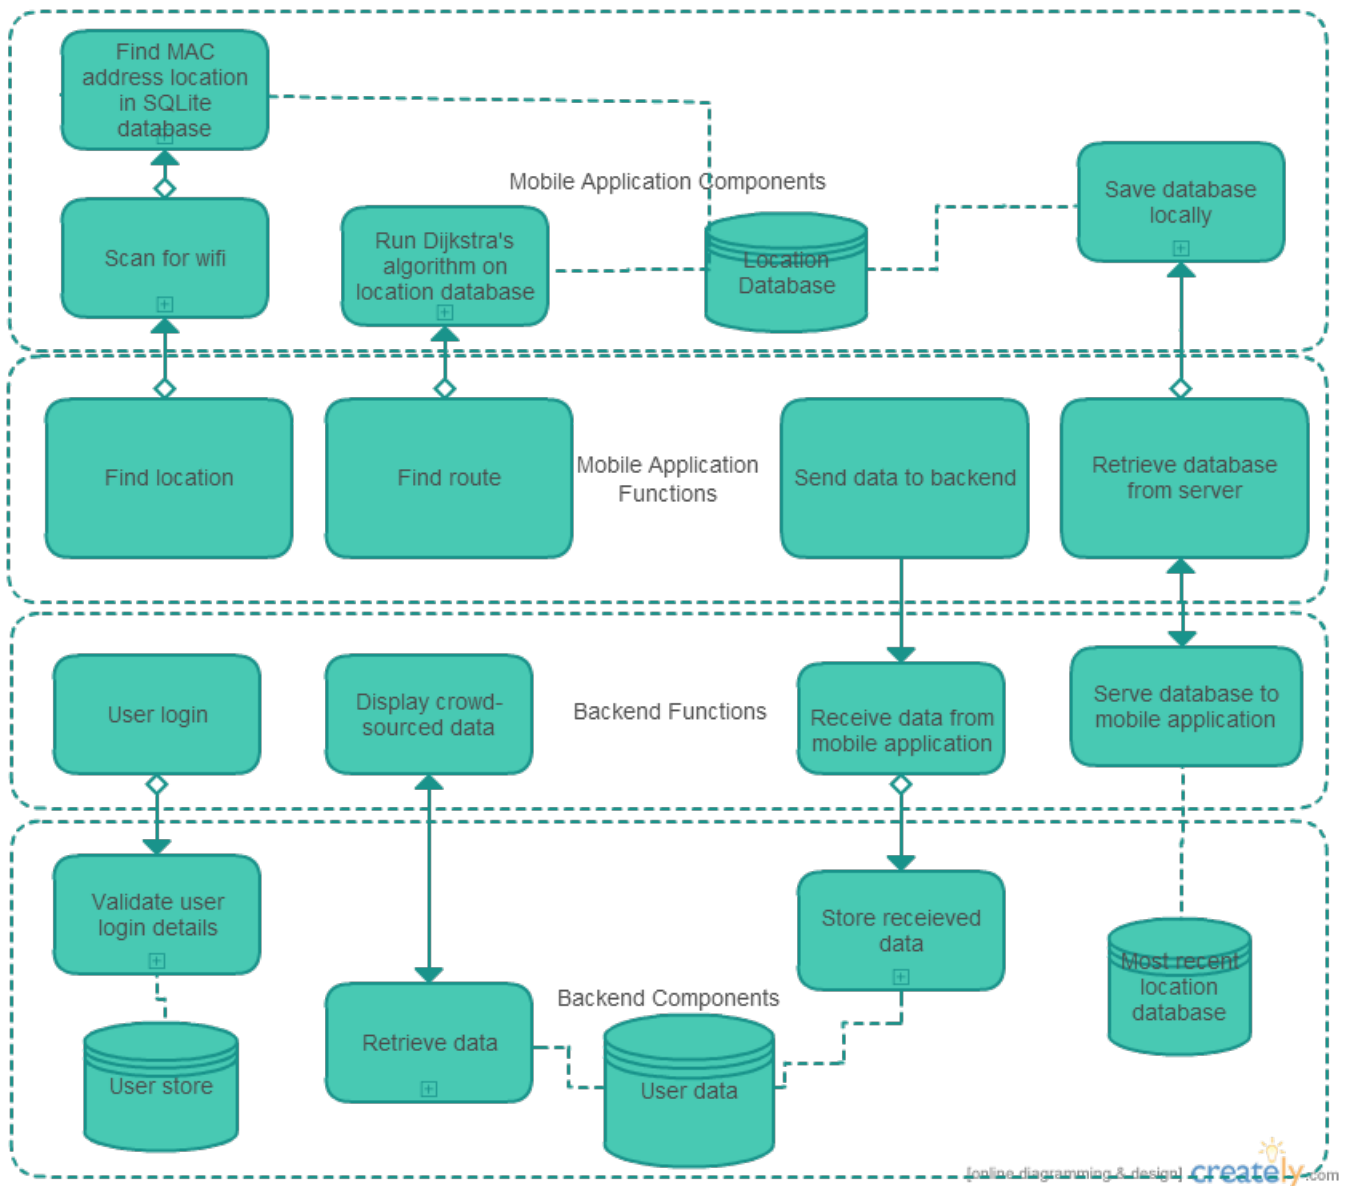 Find MAC
address location
in SQLite
database
Mobile Application Components
Save database
locally
Scan for wifi
Run Dijkstra's
algorithm on
location database
Location
Database
Find location
Find route
Mobile Application
Functions
Send data to backend
Retrieve database
from server
User login
Display crowd-
sourced data
Backend Functions
Receive data from
mobile application
Serve database to
mobile application
Validate user
login details
Store receieved
data
Most recent
location
database
Backend Components
Retrieve data
User store
User data
[online diagramming & design] creately.com